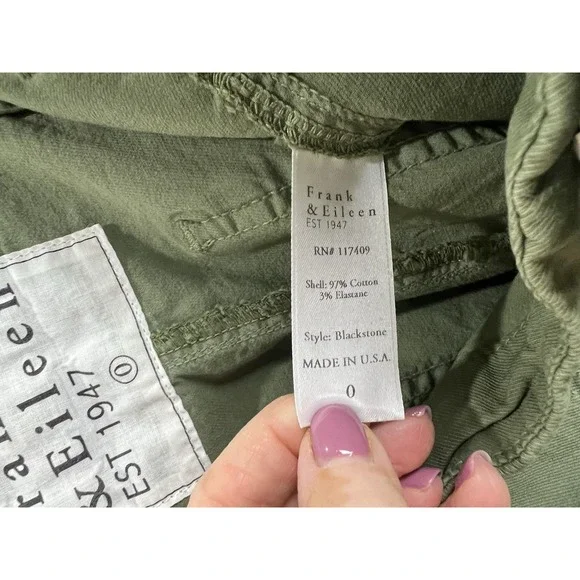 Frank
& Eileen
EST 1947
RN# 117409
Shell: 97% Cotton
3% Elastane
Style: Blackstone
MADE IN U.S.A.
0
& Eileen
EST 1947 0